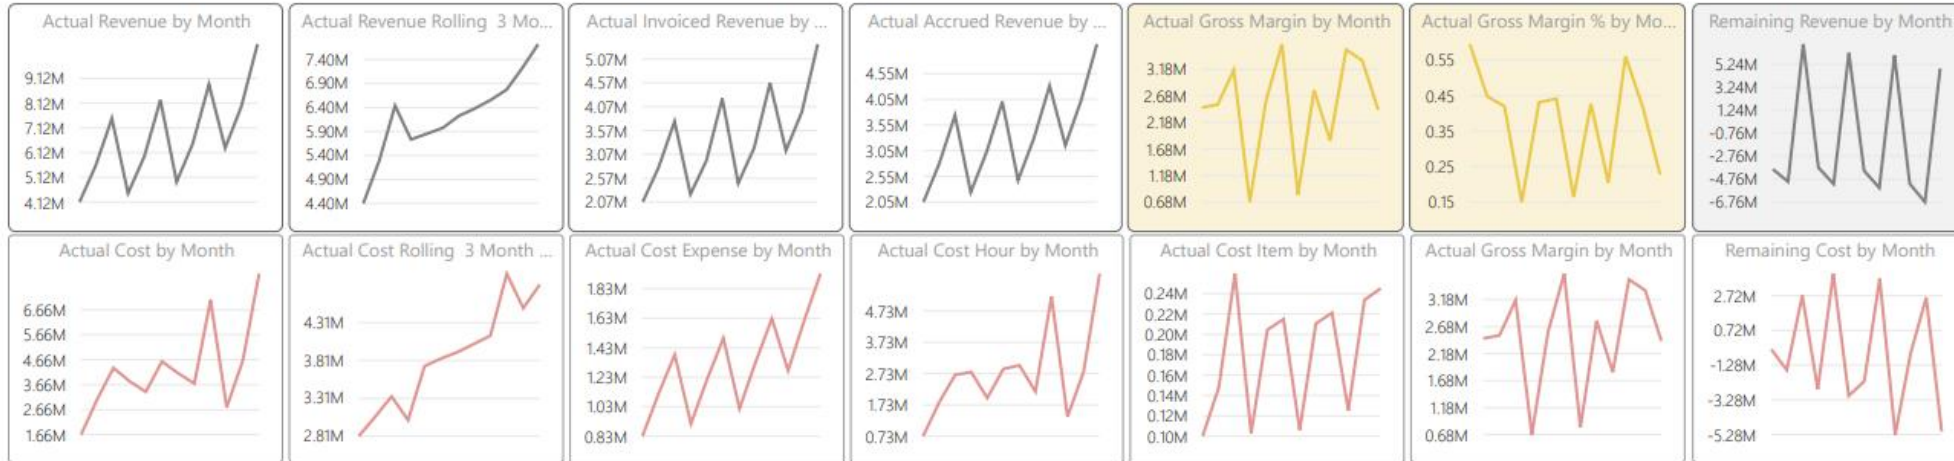 Actual Revenue by Month
9.12M
8.12M
7.12M
6.12M
5.12M
4.12M
Actual Revenue Rolling 3 Mo...
7.40M
6.90M
6.40M
5.90M
5.40M
4.90M
4.40M
Actual Invoiced Revenue by ...
5.07M
4.57M
4.07M
3.57M
3.07M
2.57M
2.07M
Actual Accrued Revenue by ...
4.55M
4.05M
3.55M
3.05M
2.55M
2.05M
Actual Gross Margin by Month
3.18M
2.68M
2.18M
1.68M
1.18M
0.68M
Actual Gross Margin % by Mo...
0.55
0.45
0.35
0.25
0.15
Remaining Revenue by Month
5.24M
3.24M
1.24M
-0.76M
-2.76M
-4.76M
-6.76M
Actual Cost by Month
6.66M
5.66M
4.66M
3.66M
2.66M
1.66M
Actual Cost Rolling 3 Month ...
4.31M
3.81M
3.31M
2.81M
Actual Cost Expense by Month
1.83M
1.63M
1.43M
1.23M
1.03M
0.83M
Actual Cost Hour by Month
4.73M
3.73M
2.73M
1.73M
0.73M
Actual Cost Item by Month
0.24M
0.22M
0.20M
0.18M
0.16M
0.14M
0.12M
0.10M
Actual Gross Margin by Month
3.18M
2.68M
2.18M
1.68M
1.18M
0.68M
Remaining Cost by Month
2.72M
0.72M
-1.28M
-3.28M
-5.28M